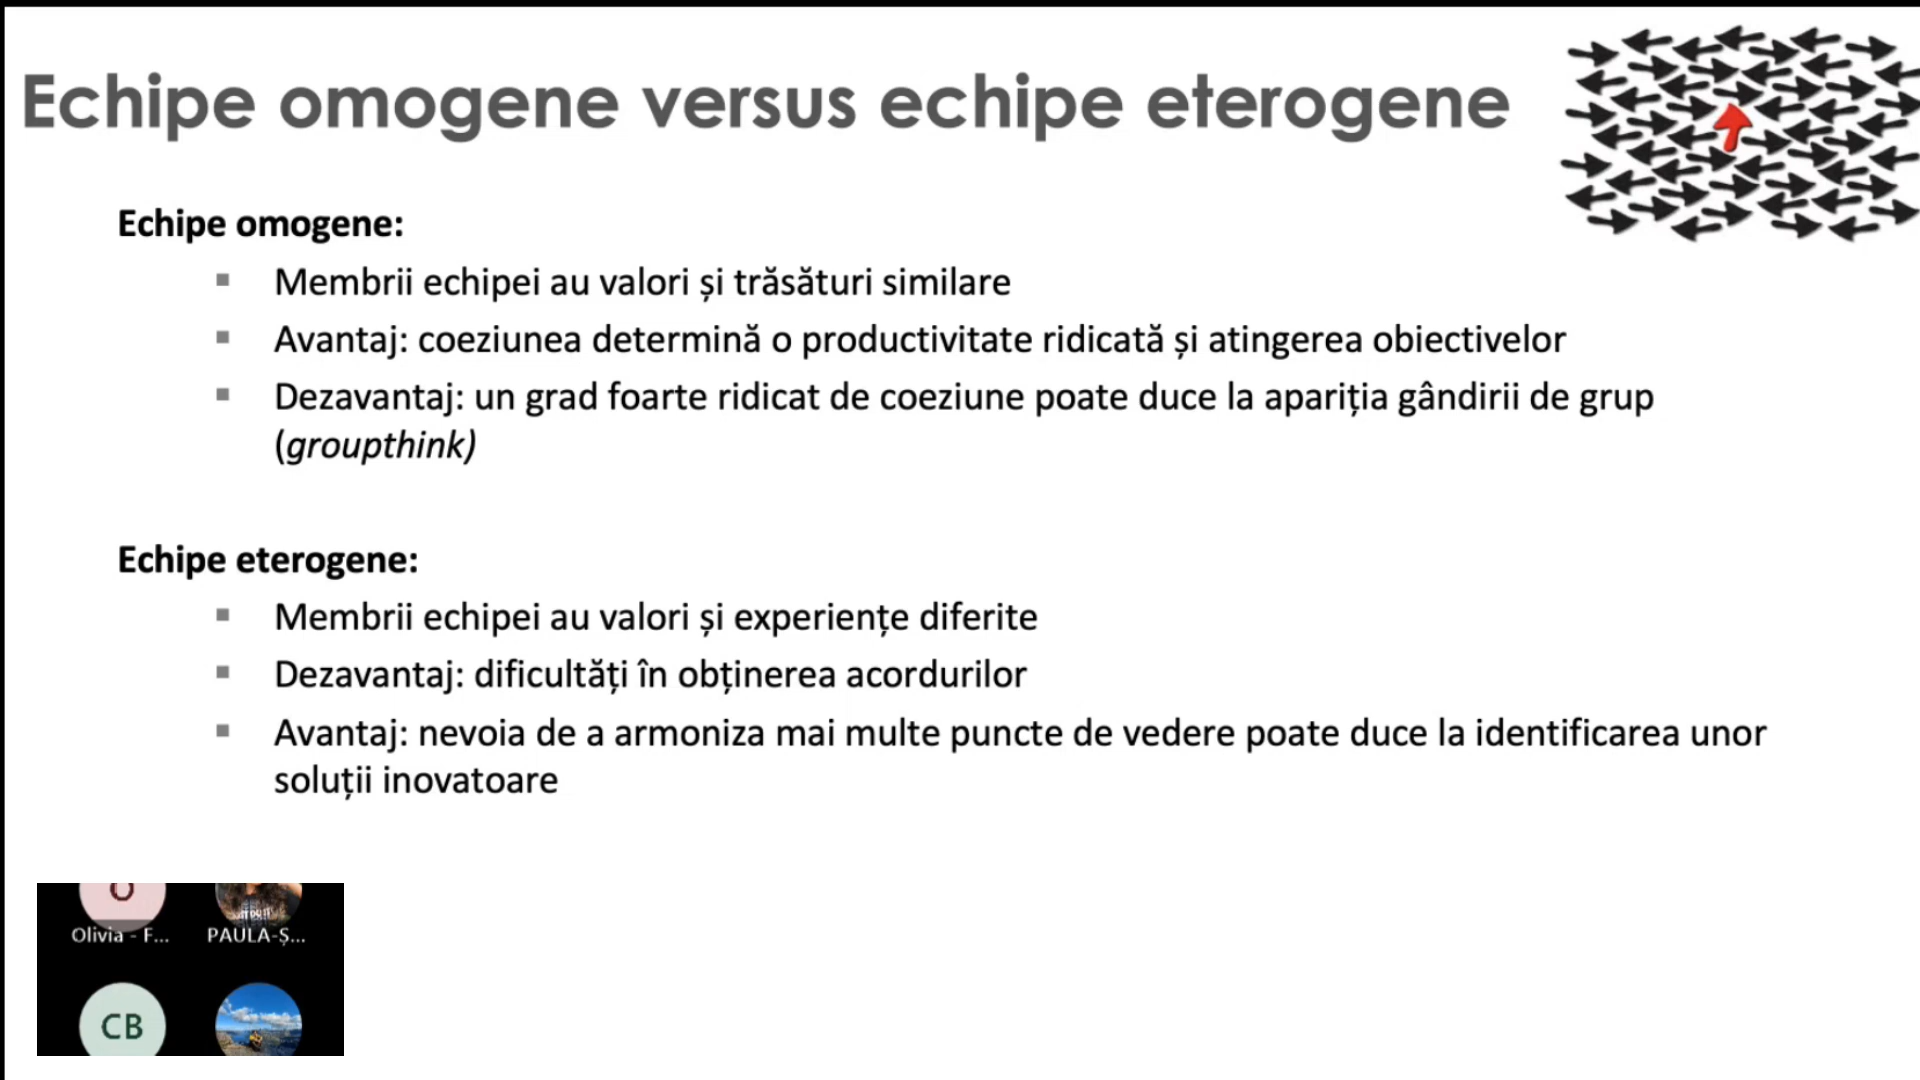 Echipe omogene versus echipe eterogene
Echipe omogene:
▪ Membrii echipei au valori și trăsături similare
▪ Avantaj: coeziunea determină o productivitate ridicată și atingerea obiectivelor
▪ Dezavantaj: un grad foarte ridicat de coeziune poate duce la apariția gândirii de grup
(groupthink)
Echipe eterogene:
▪ Membrii echipei au valori și experiențe diferite
▪ Dezavantaj: dificultăți în obținerea acordurilor
▪ Avantaj: nevoia de a armoniza mai multe puncte de vedere poate duce la identificarea unor
soluții inovatoare
O
Olivia - F... PAULA-Ș...
CB